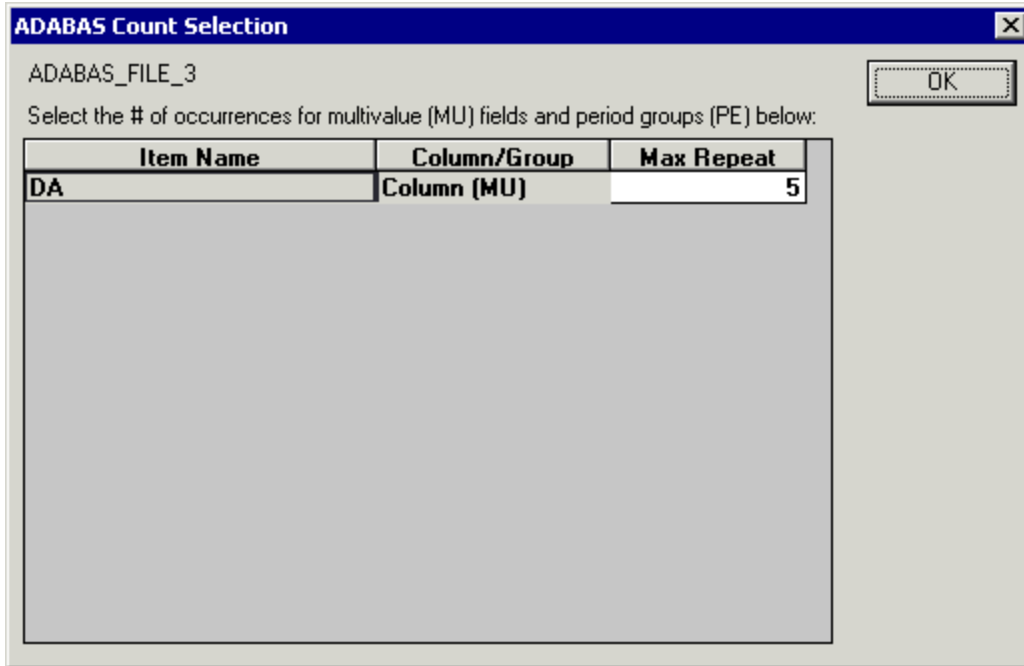 ADABAS Count Selection
ADABAS_FILE_3
OK
Select the # of occurrences for multivalue (MU) fields and period groups (PE) below:
Item Name Column/Group Max Repeat
DA Column (MU) 5